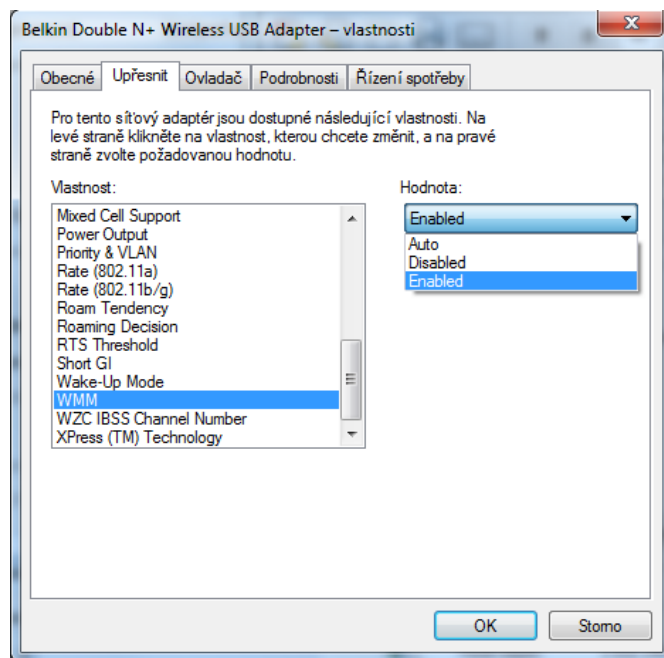 Belkin Double N+ Wireless USB Adapter – vlastnosti
Obecné Upřesnit Ovladač Podrobnosti Řízení spotřeby
Pro tento síťový adaptér jsou dostupné následující vlastnosti. Na
levé straně klikněte na vlastnost, kterou chcete změnit, a na pravé
straně zvolte požadovanou hodnotu.
Vlastnost:
Mixed Cell Support
Power Output
Priority & VLAN
Rate (802.11a)
Rate (802.11b/g)
Roam Tendency
Roaming Decision
RTS Threshold
Short GI
Wake-Up Mode
WMM
WZC IBSS Channel Number
XPress (TM) Technology
Hodnota:
Enabled
Auto
Disabled
Enabled
OK Storno